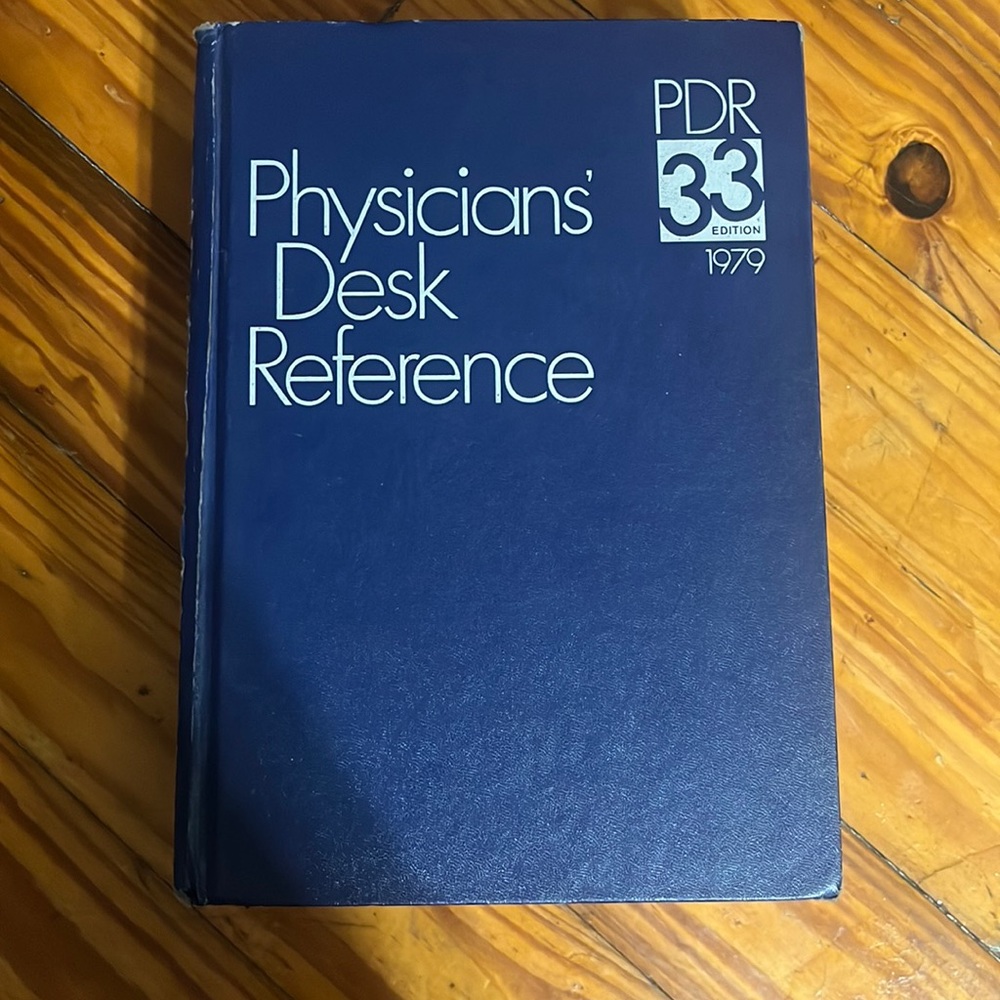 Physicians'
Desk
Reference
PDR
33
EDITION
1979